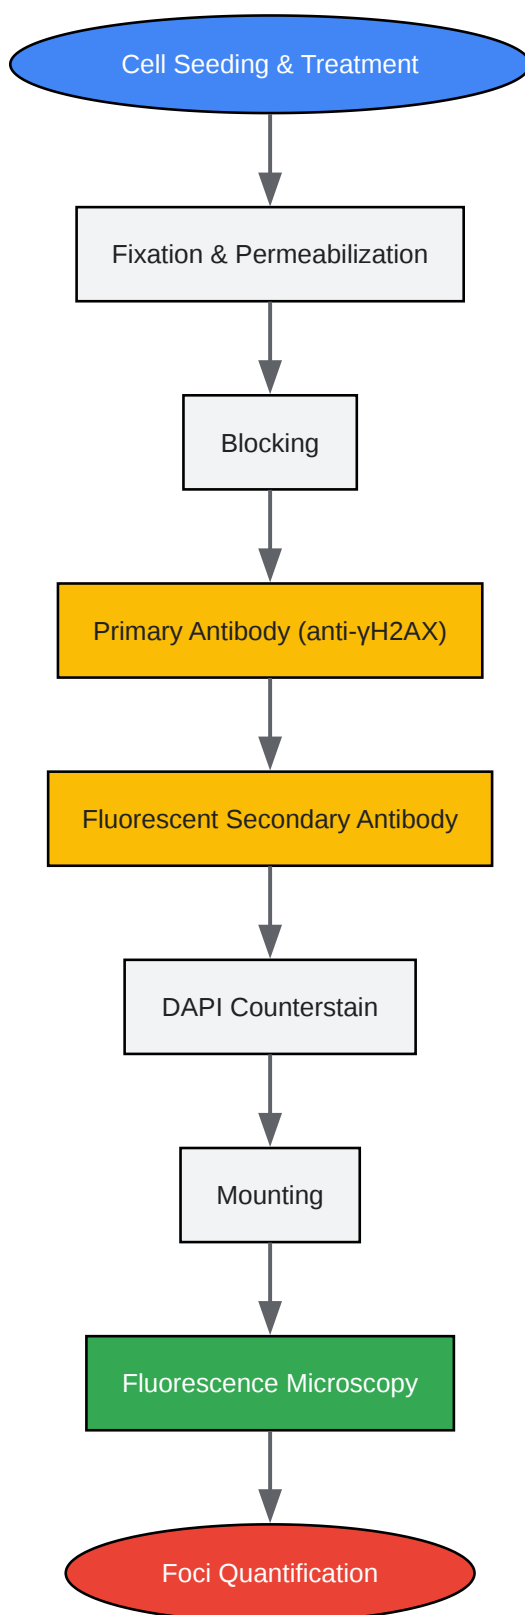 Cell Seeding & Treatment
Fixation & Permeabilization
Blocking
Primary Antibody (anti-γH2AX)
Fluorescent Secondary Antibody
DAPI Counterstain
Mounting
Fluorescence Microscopy
Foci Quantification